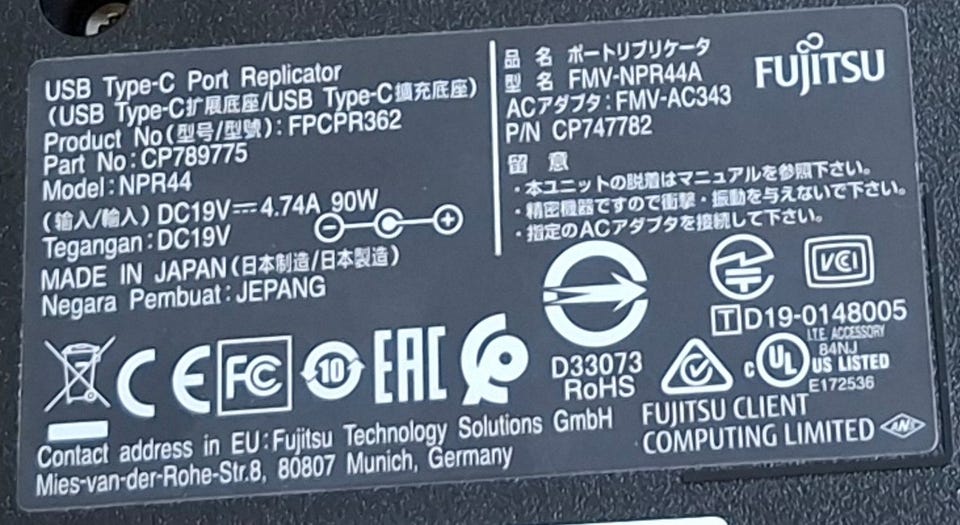 USB Type-C Port Replicator
(USB Type-C扩展底座/USB Type-C擴充底座)
Product No(型号/型號):FPCPR362
Part No:CP789775
Model:NPR44
(输入/輸入) DC19V⎓4.74A 90W
Tegangan:DC19V
MADE IN JAPAN(日本制造/日本製造)
Negara Pembuat:JEPANG
品 名 ポートリプリケータ
型 名 FMV-NPR44A
ACアダプタ:FMV-AC343
P/N CP747782
FUJITSU
留 意
・本ユニットの脱着はマニュアルを参照下さい。
・精密機器ですので衝撃・振動を与えないで下さい。
・指定のACアダプタを接続して下さい。
VCCI
T D19-0148005
CE FC 10 EAC
D33073
RoHS
c UL US LISTED
I.T.E. ACCESSORY
84NJ
E172536
FUJITSU CLIENT
COMPUTING LIMITED
ANS
Contact address in EU:Fujitsu Technology Solutions GmbH
Mies-van-der-Rohe-Str.8, 80807 Munich, Germany